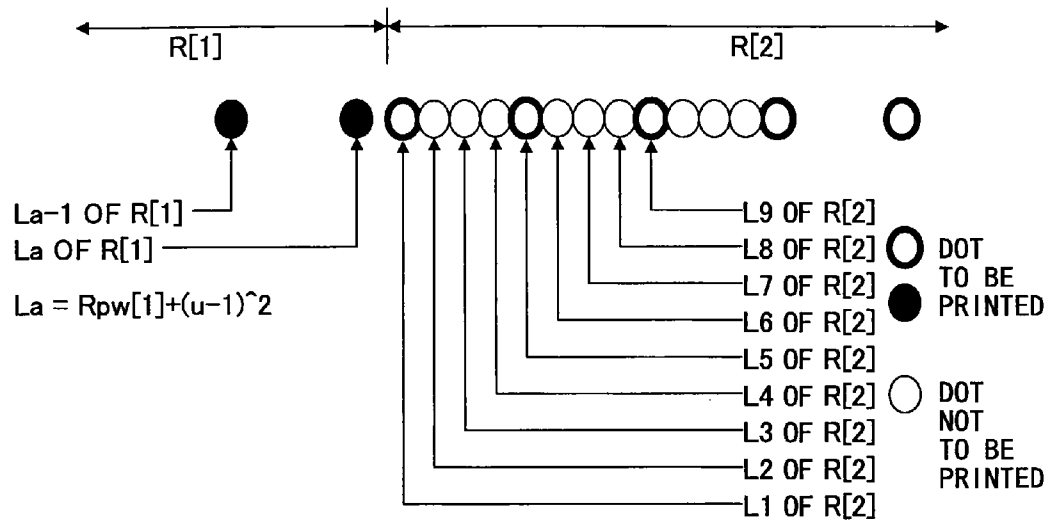 R[1]
R[2]
La-1 OF R[1]
La OF R[1]
La = Rpw[1]+(u-1)^2
L9 OF R[2]
L8 OF R[2]
L7 OF R[2]
L6 OF R[2]
L5 OF R[2]
L4 OF R[2]
L3 OF R[2]
L2 OF R[2]
L1 OF R[2]
DOT
TO BE
PRINTED
DOT
NOT
TO BE
PRINTED